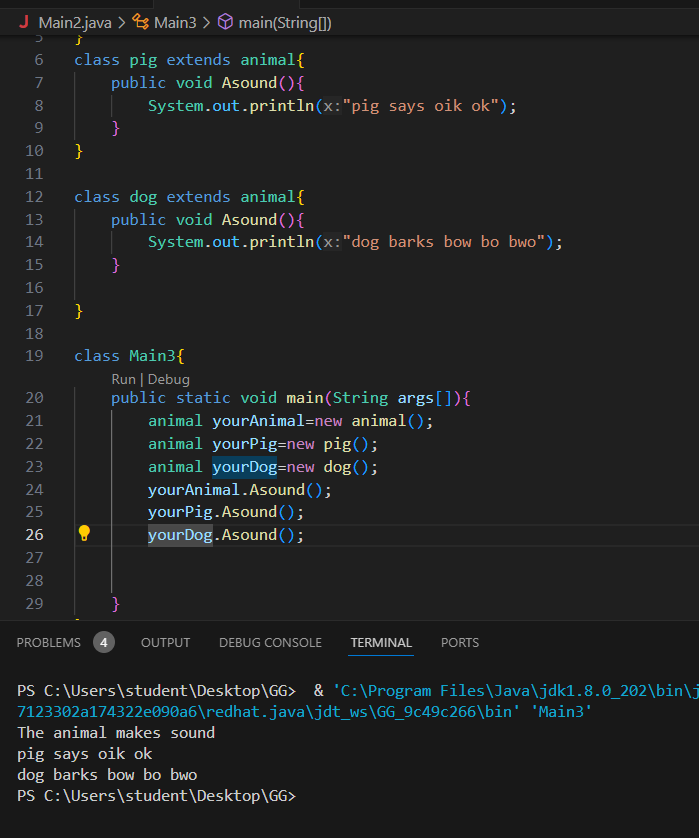 J Main2.java > Main3 > main(String[])
5 }
6 class pig extends animal{
7 public void Asound(){
8 System.out.println(x:"pig says oik ok");
9 }
10 }
11
12 class dog extends animal{
13 public void Asound(){
14 System.out.println(x:"dog barks bow bo bwo");
15 }
16
17 }
18
19 class Main3{
Run | Debug
20 public static void main(String args[]){
21 animal yourAnimal=new animal();
22 animal yourPig=new pig();
23 animal yourDog=new dog();
24 yourAnimal.Asound();
25 yourPig.Asound();
26 yourDog.Asound();
27
28
29 }
PROBLEMS 4 OUTPUT DEBUG CONSOLE TERMINAL PORTS
PS C:\Users\student\Desktop\GG> & 'C:\Program Files\Java\jdk1.8.0_202\bin\j
7123302a174322e090a6\redhat.java\jdt_ws\GG_9c49c266\bin' 'Main3'
The animal makes sound
pig says oik ok
dog barks bow bo bwo
PS C:\Users\student\Desktop\GG>